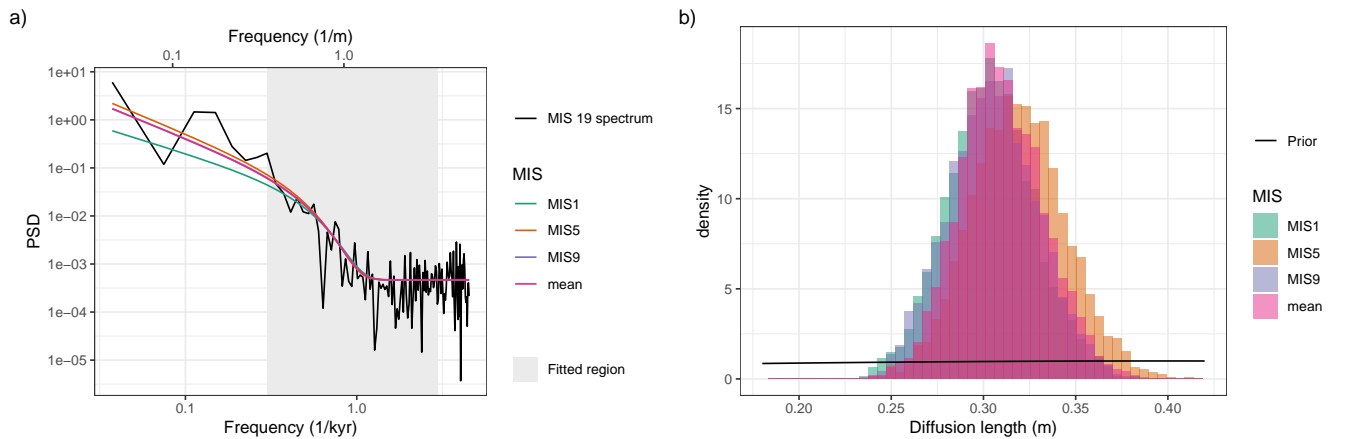 a)
Frequency (1/m)
0.1
1.0
1e+01
1e+00
1e−01
1e−02
1e−03
1e−04
1e−05
PSD
0.1
1.0
Frequency (1/kyr)
MIS 19 spectrum
MIS
MIS1
MIS5
MIS9
mean
Fitted region
b)
15
10
5
0
density
0.20
0.25
0.30
0.35
0.40
Diffusion length (m)
Prior
MIS
MIS1
MIS5
MIS9
mean